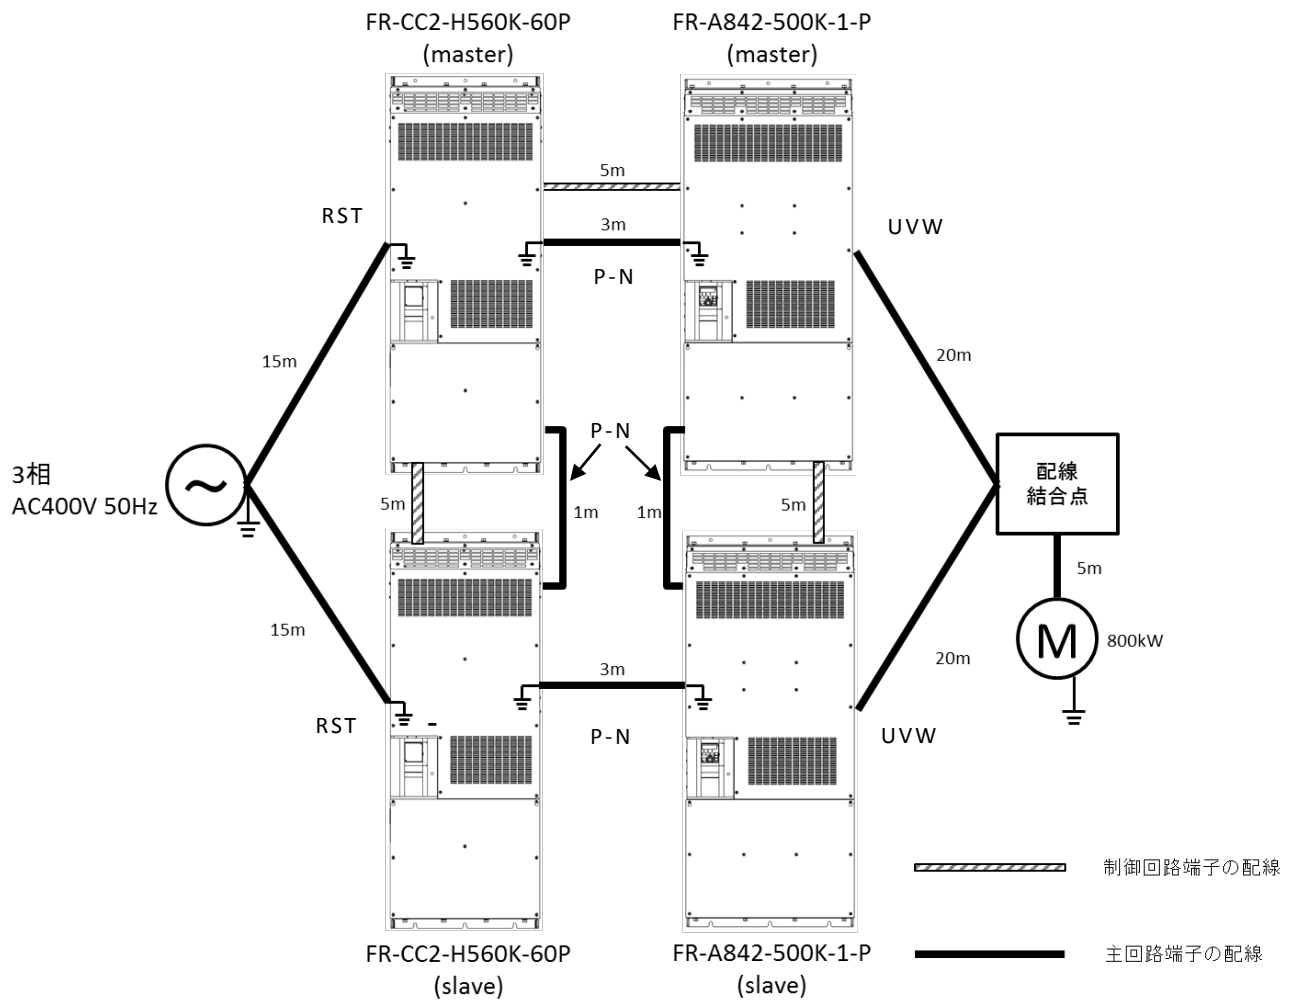 FR-CC2-H560K-60P
(master)
FR-A842-500K-1-P
(master)
5m
RST
3m
UVW
P-N
15m
20m
P-N
3相
AC400V 50Hz
5m
1m
1m
5m
配線
結合点
5m
M
800kW
15m
3m
20m
RST
P-N
UVW
制御回路端子の配線
FR-CC2-H560K-60P
(slave)
FR-A842-500K-1-P
(slave)
主回路端子の配線